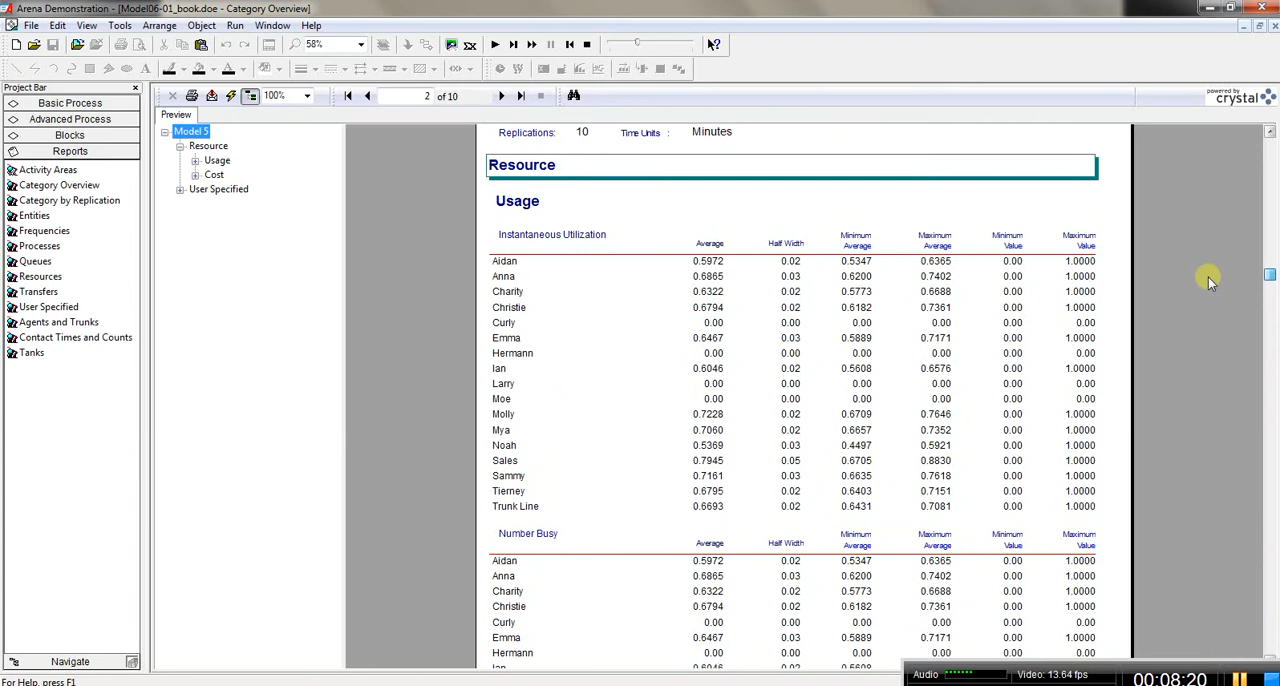 Arena Demonstration - [Model06-01_book.doe - Category Overview]
File Edit View Tools Arrange Object Run Window Help
58%
Project Bar
Basic Process
Advanced Process
Blocks
Reports
Activity Areas
Category Overview
Category by Replication
Entities
Frequencies
Processes
Queues
Resources
Transfers
User Specified
Agents and Trunks
Contact Times and Counts
Tanks
Navigate
For Help, press F1
100% 2 of 10
powered by
crystal
Preview
Model 5
Resource
Usage
Cost
User Specified
Replications: 10 Time Units : Minutes
Resource
Usage
Instantaneous Utilization Average Half Width Minimum Average Maximum Average Minimum Value Maximum Value
Aidan 0.5972 0.02 0.5347 0.6365 0.00 1.0000
Anna 0.6865 0.03 0.6200 0.7402 0.00 1.0000
Charity 0.6322 0.02 0.5773 0.6688 0.00 1.0000
Christie 0.6794 0.02 0.6182 0.7361 0.00 1.0000
Curly 0.00 0.00 0.00 0.00 0.00 0.00
Emma 0.6467 0.03 0.5889 0.7171 0.00 1.0000
Hermann 0.00 0.00 0.00 0.00 0.00 0.00
Ian 0.6046 0.02 0.5608 0.6576 0.00 1.0000
Larry 0.00 0.00 0.00 0.00 0.00 0.00
Moe 0.00 0.00 0.00 0.00 0.00 0.00
Molly 0.7228 0.02 0.6709 0.7646 0.00 1.0000
Mya 0.7060 0.02 0.6657 0.7352 0.00 1.0000
Noah 0.5369 0.03 0.4497 0.5921 0.00 1.0000
Sales 0.7945 0.05 0.6705 0.8830 0.00 1.0000
Sammy 0.7161 0.03 0.6635 0.7618 0.00 1.0000
Tierney 0.6795 0.02 0.6403 0.7151 0.00 1.0000
Trunk Line 0.6693 0.02 0.6431 0.7081 0.00 1.0000
Number Busy Average Half Width Minimum Average Maximum Average Minimum Value Maximum Value
Aidan 0.5972 0.02 0.5347 0.6365 0.00 1.0000
Anna 0.6865 0.03 0.6200 0.7402 0.00 1.0000
Charity 0.6322 0.02 0.5773 0.6688 0.00 1.0000
Christie 0.6794 0.02 0.6182 0.7361 0.00 1.0000
Curly 0.00 0.00 0.00 0.00 0.00 0.00
Emma 0.6467 0.03 0.5889 0.7171 0.00 1.0000
Hermann 0.00 0.00 0.00 0.00 0.00 0.00
Audio Video: 13.64 fps 00:08:20